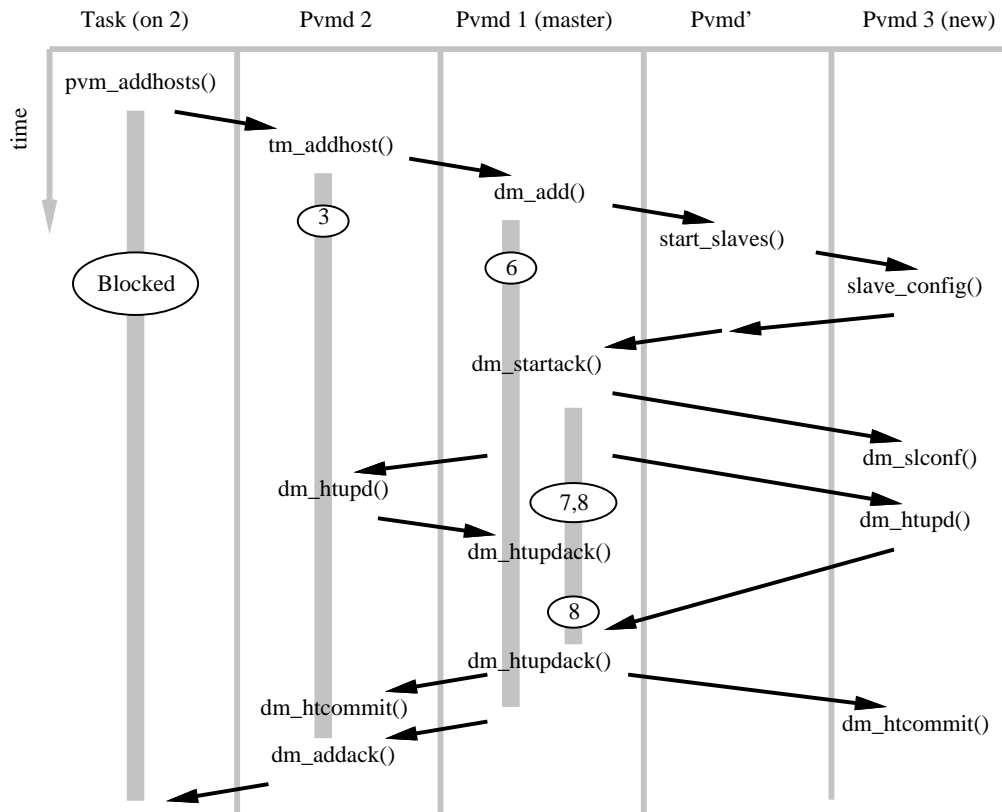 Task (on 2) Pvmd 2 Pvmd 1 (master) Pvmd’ Pvmd 3 (new)
time
pvm_addhosts()
tm_addhost()
dm_add()
3
start_slaves()
6
Blocked
slave_config()
dm_startack()
dm_slconf()
dm_htupd()
7,8
dm_htupd()
dm_htupdack()
8
dm_htupdack()
dm_htcommit()
dm_htcommit()
dm_addack()